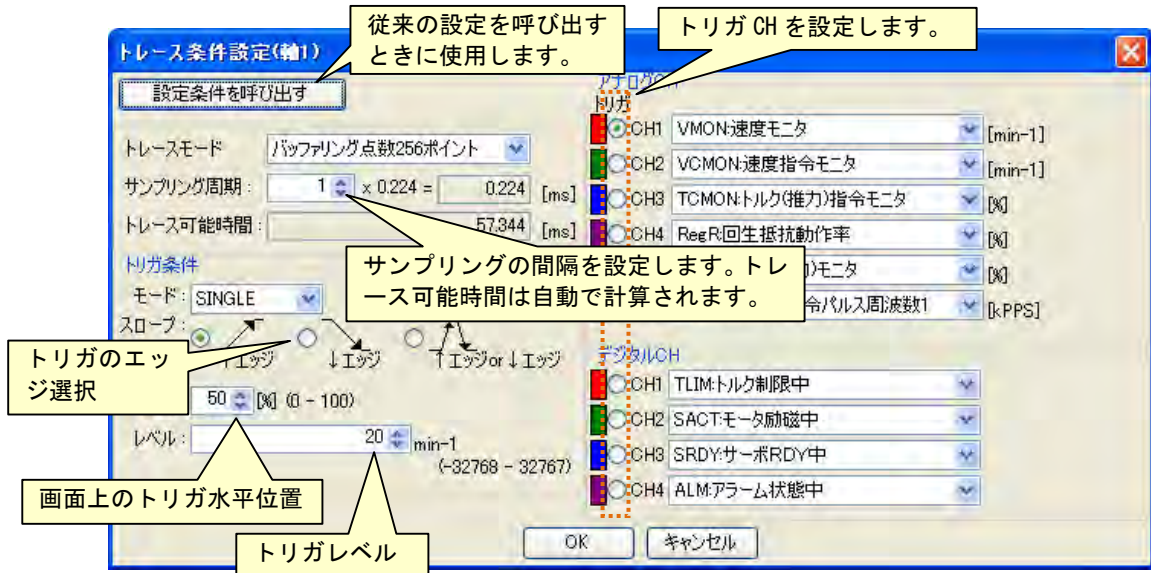 従来の設定を呼び出す
ときに使用します。
トリガ CH を設定します。
トレース条件設定(軸1)
設定条件を呼び出す
アナログC
トリガ
CH1 VMON:速度モニタ [min-1]
トレースモード バッファリング点数256ポイント
CH2 VCMON:速度指令モニタ [min-1]
サンプリング周期: 1 x 0.224 = 0.224 [ms]
CH3 TCMON:トルク(推力)指令モニタ [%]
トレース可能時間: 57.344 [ms]
CH4 RegR:回生抵抗動作率 [%]
サンプリングの間隔を設定します。トレ
ース可能時間は自動で計算されます。
)モニタ [%]
令パルス周波数1 [kPPS]
トリガ条件
モード: SINGLE
スロープ:
↑エッジ ↓エッジ ↑エッジor↓エッジ
トリガのエッ
ジ選択
50 [%] (0 - 100)
レベル: 20 min-1
(-32768 - 32767)
デジタルCH
CH1 TLIM:トルク制限中
CH2 SACT:モータ励磁中
CH3 SRDY:サーボRDY中
CH4 ALM:アラーム状態中
画面上のトリガ水平位置
トリガレベル
OK キャンセル